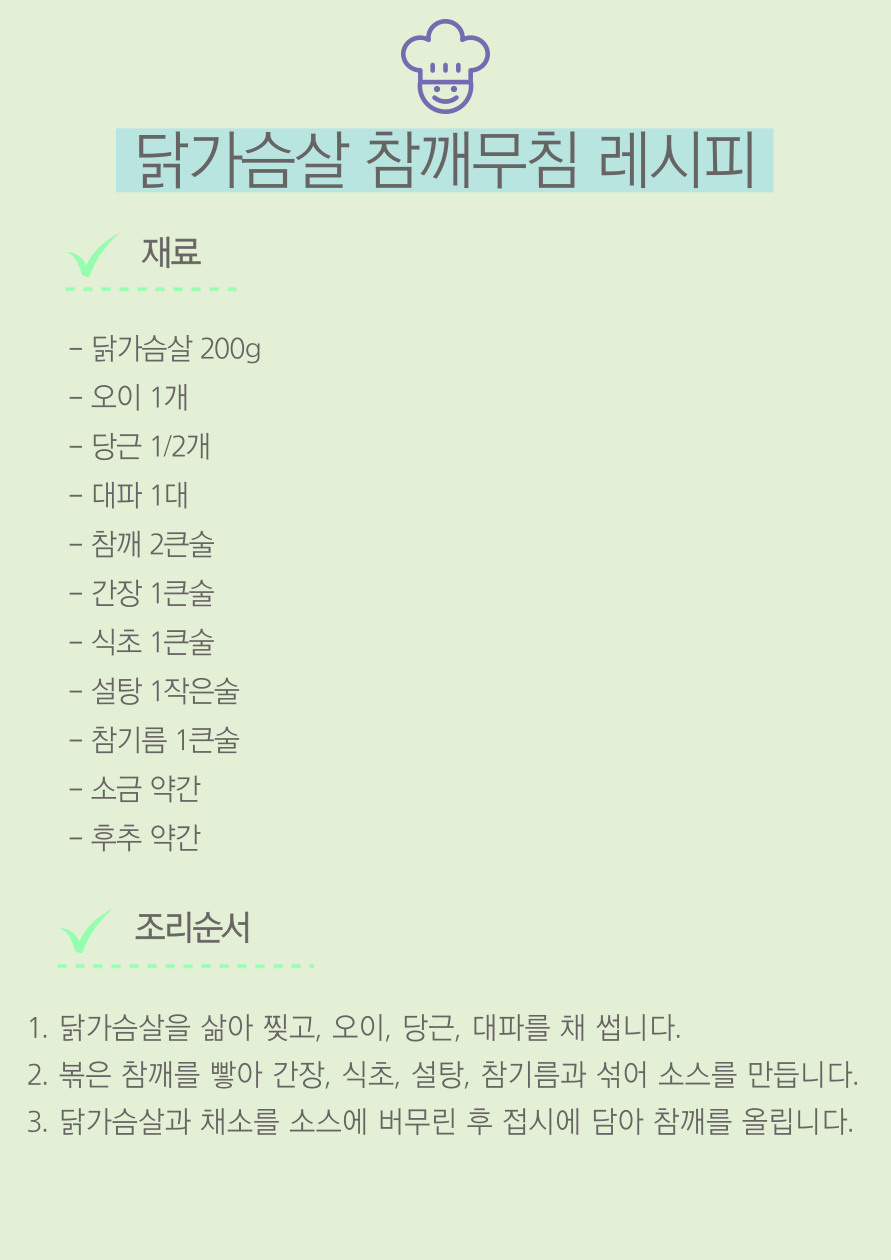 닭가슴살 참깨무침 레시피
재료
- 닭가슴살 200g
- 오이 1개
- 당근 1/2개
- 대파 1대
- 참깨 2큰술
- 간장 1큰술
- 식초 1큰술
- 설탕 1작은술
- 참기름 1큰술
- 소금 약간
- 후추 약간
조리순서
1. 닭가슴살을 삶아 찢고, 오이, 당근, 대파를 채 썹니다.
2. 볶은 참깨를 빻아 간장, 식초, 설탕, 참기름과 섞어 소스를 만듭니다.
3. 닭가슴살과 채소를 소스에 버무린 후 접시에 담아 참깨를 올립니다.